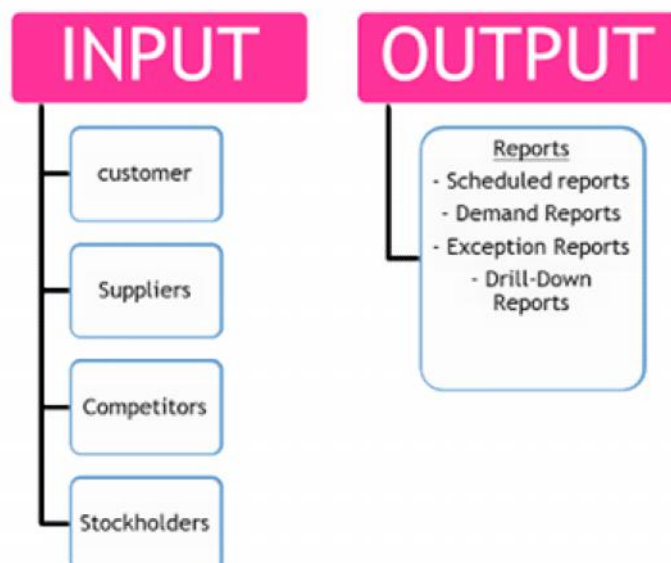 INPUT
customer
Suppliers
Competitors
Stockholders
OUTPUT
Reports
- Scheduled reports
- Demand Reports
- Exception Reports
- Drill-Down
Reports